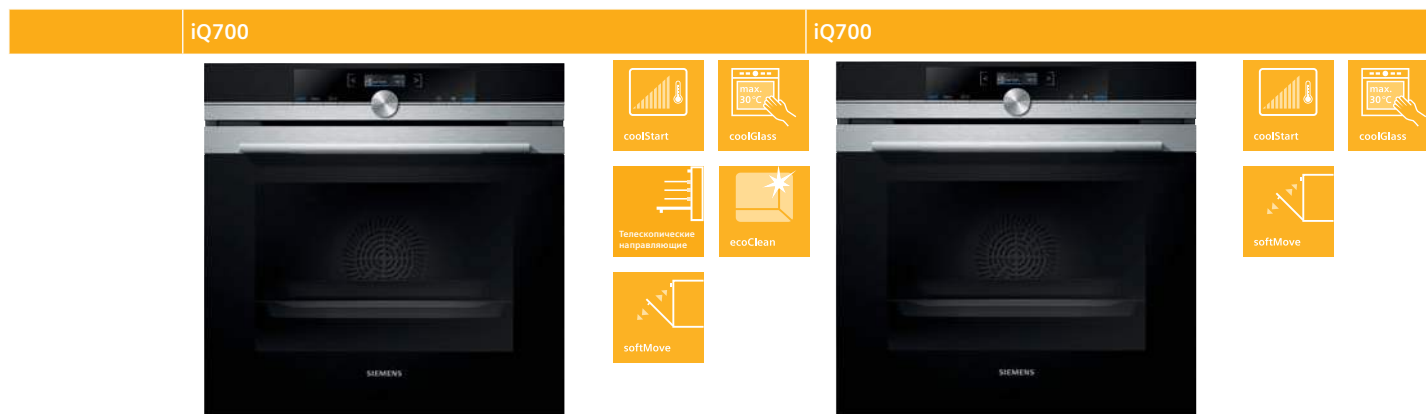 iQ700
iQ700
coolStart
max.
30 °C
coolGlass
Телескопические
направляющие
ecoClean
softMove
SIEMENS
coolStart
max.
30 °C
coolGlass
softMove
SIEMENS